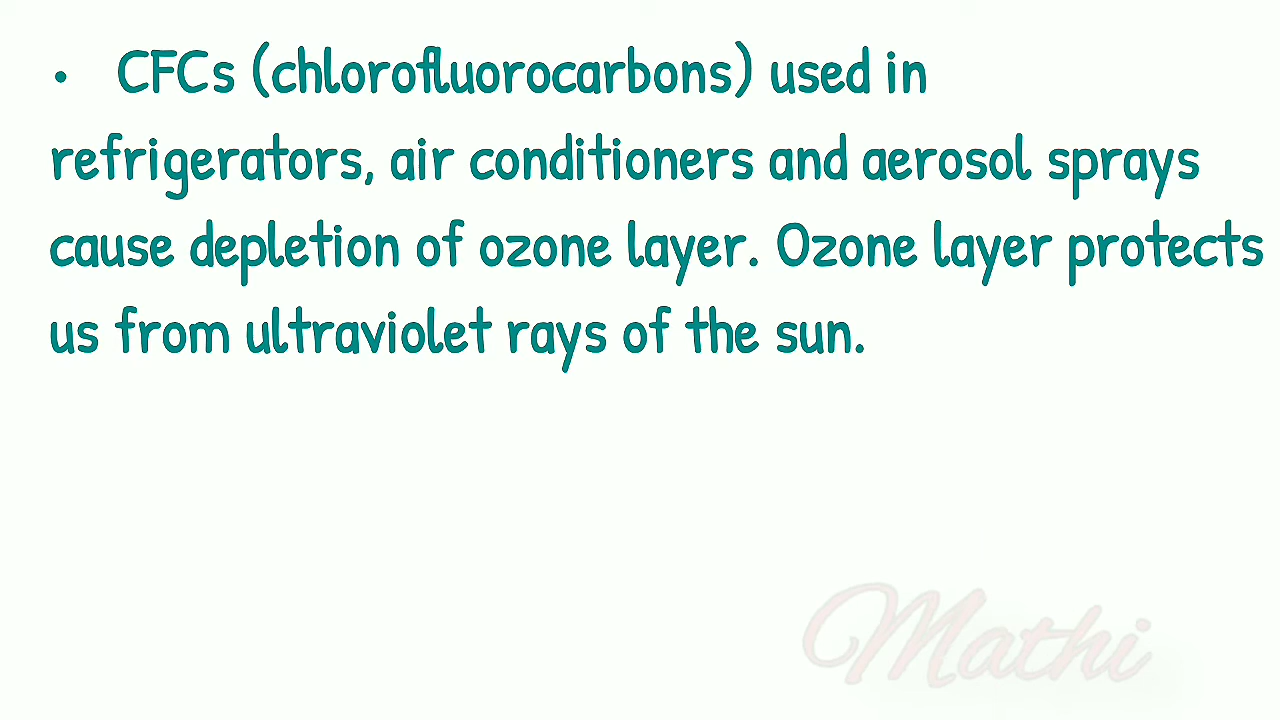 • CFCs (chlorofluorocarbons) used in
refrigerators, air conditioners and aerosol sprays
cause depletion of ozone layer. Ozone layer protects
us from ultraviolet rays of the sun.
Mathi